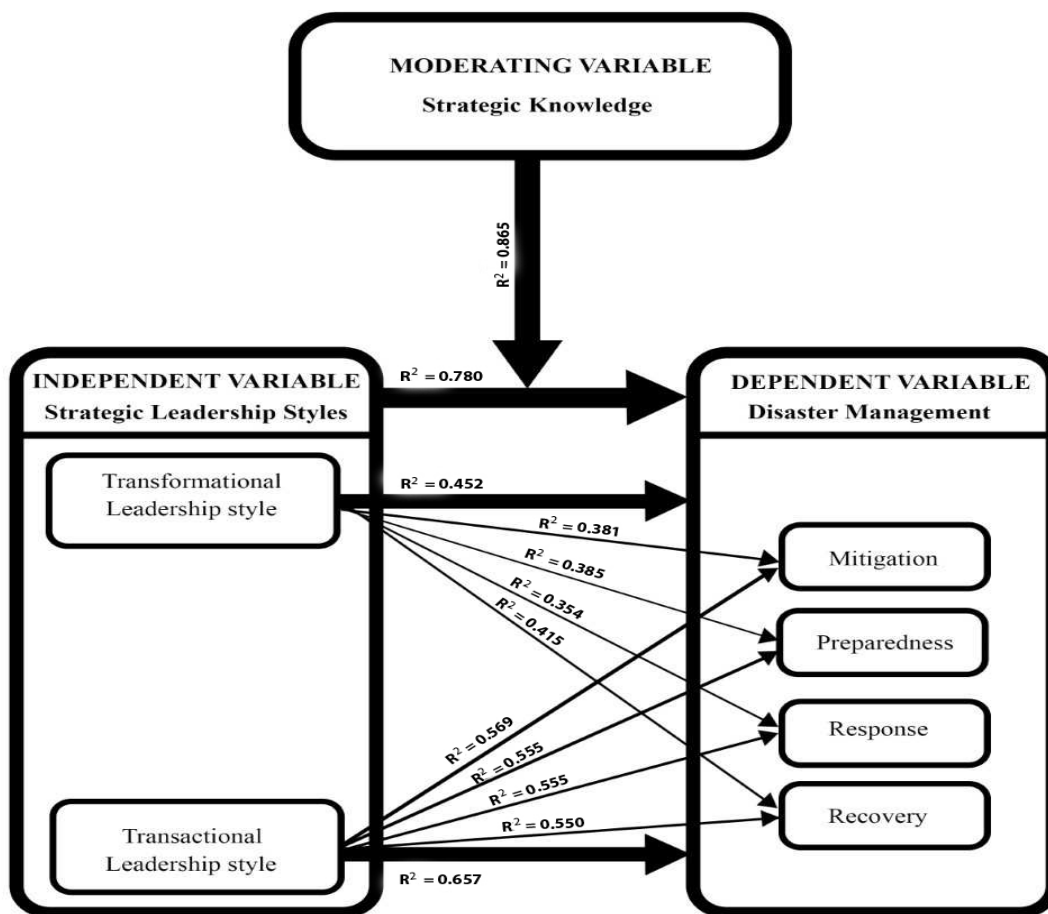 MODERATING VARIABLE
Strategic Knowledge
R² = 0.865
INDEPENDENT VARIABLE
Strategic Leadership Styles
R² = 0.780
DEPENDENT VARIABLE
Disaster Management
Transformational
Leadership style
R² = 0.452
R² = 0.381
R² = 0.385
R² = 0.354
R² = 0.415
Mitigation
Preparedness
Response
Recovery
R² = 0.569
R² = 0.555
R² = 0.555
R² = 0.550
Transactional
Leadership style
R² = 0.657